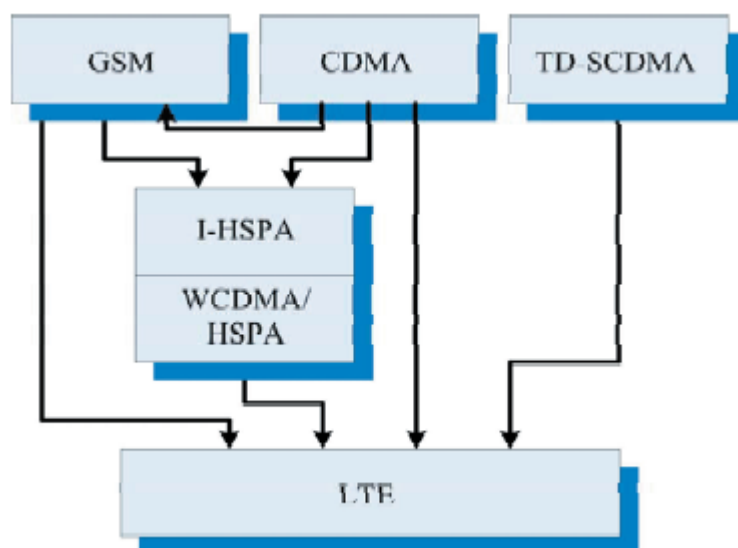 GSM
CDMA
TD-SCDMA
I-HSPA
WCDMA/
HSPA
LTE